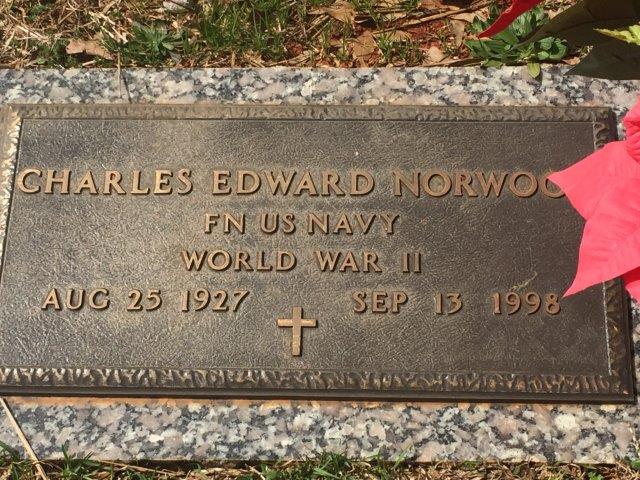 CHARLES EDWARD NORWOO
FN US NAVY
WORLD WAR II
AUG 25 1927 SEP 13 1998